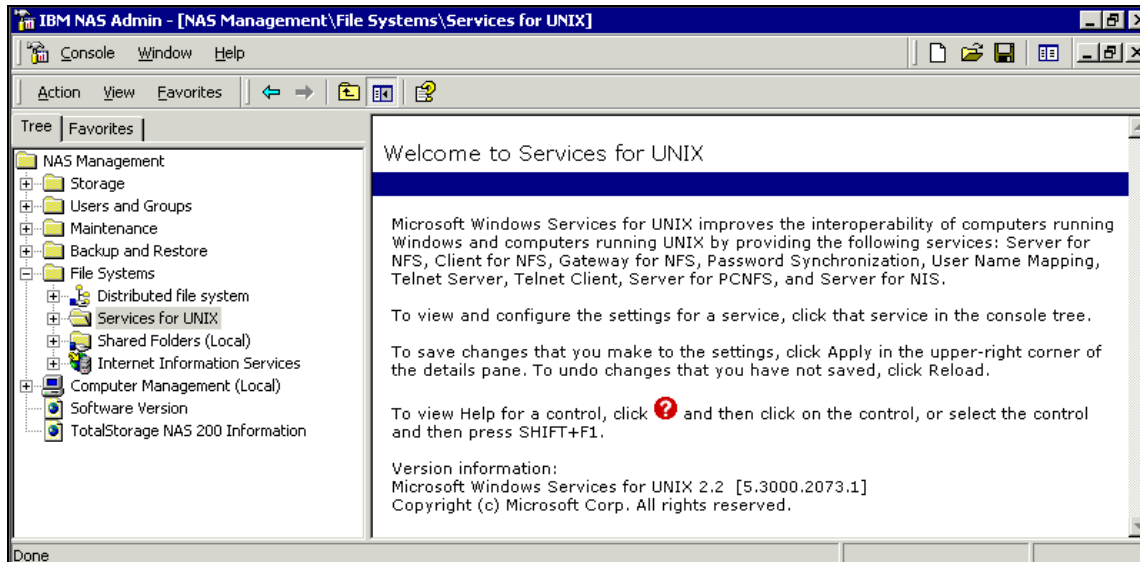 IBM NAS Admin - [NAS Management\File Systems\Services for UNIX]
Console Window Help
Action View Favorites
Tree Favorites
NAS Management
Storage
Users and Groups
Maintenance
Backup and Restore
File Systems
Distributed file system
Services for UNIX
Shared Folders (Local)
Internet Information Services
Computer Management (Local)
Software Version
TotalStorage NAS 200 Information
Welcome to Services for UNIX
Microsoft Windows Services for UNIX improves the interoperability of computers running
Windows and computers running UNIX by providing the following services: Server for
NFS, Client for NFS, Gateway for NFS, Password Synchronization, User Name Mapping,
Telnet Server, Telnet Client, Server for PCNFS, and Server for NIS.
To view and configure the settings for a service, click that service in the console tree.
To save changes that you make to the settings, click Apply in the upper-right corner of
the details pane. To undo changes that you have not saved, click Reload.
To view Help for a control, click ? and then click on the control, or select the control
and then press SHIFT+F1.
Version information:
Microsoft Windows Services for UNIX 2.2 [5.3000.2073.1]
Copyright (c) Microsoft Corp. All rights reserved.
Done